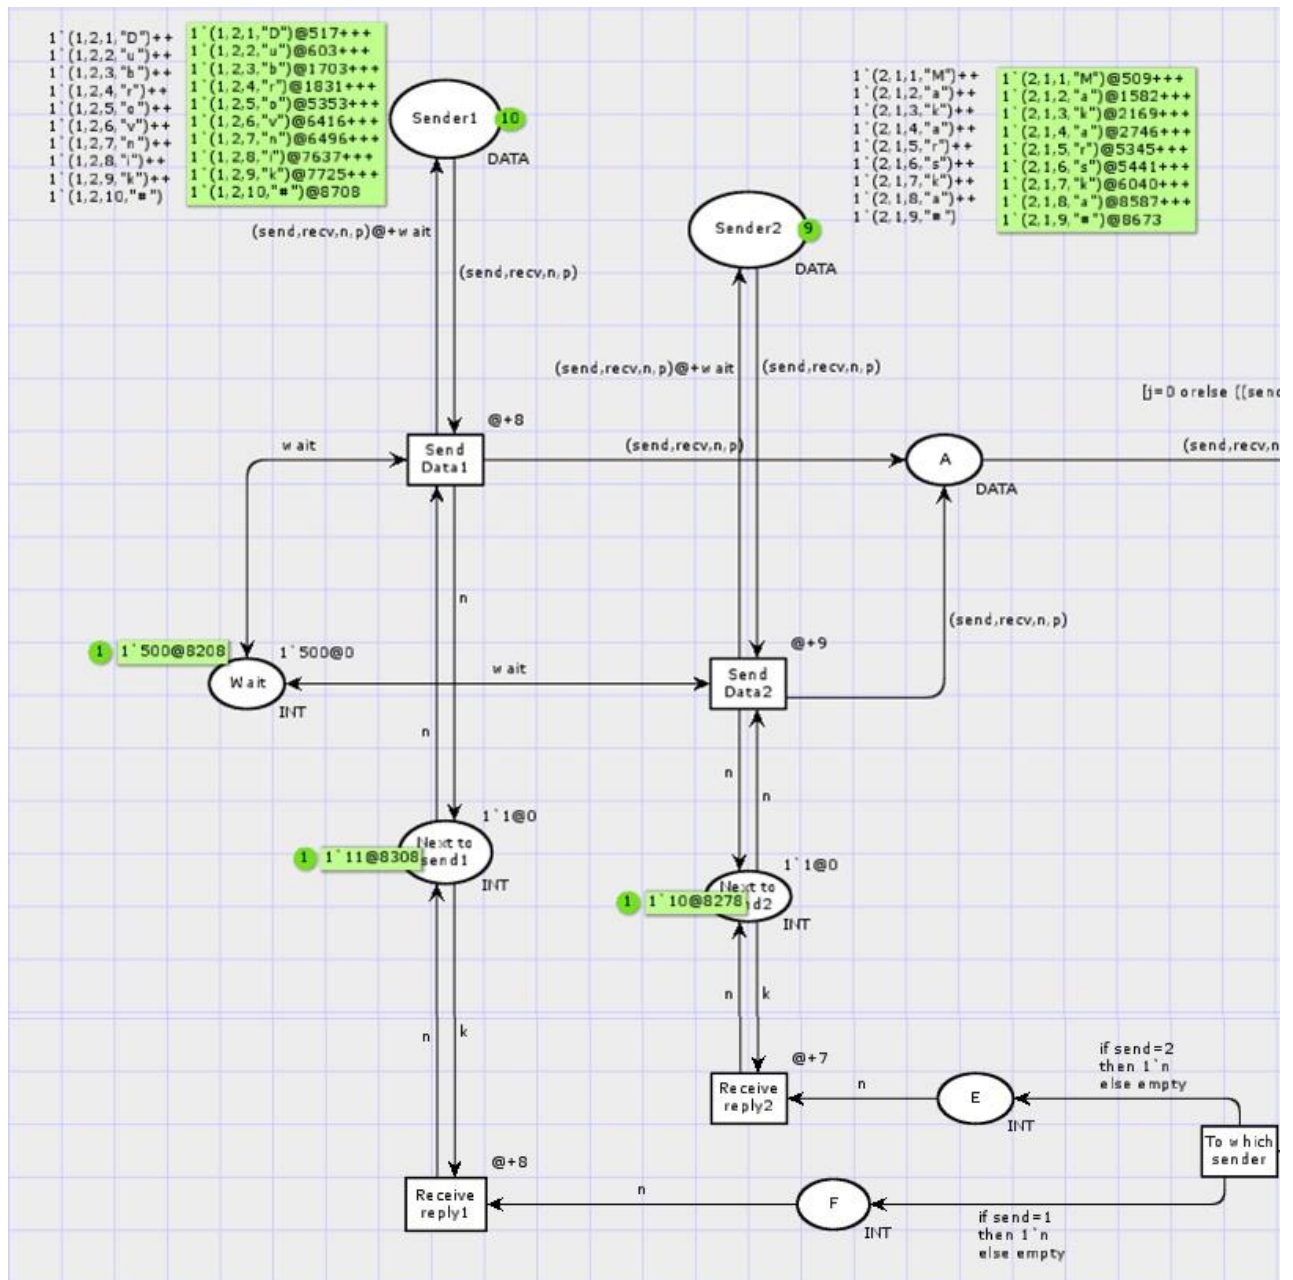 1`(1,2,1,"D")++
1`(1,2,2,"u")++
1`(1,2,3,"b")++
1`(1,2,4,"r")++
1`(1,2,5,"o")++
1`(1,2,6,"v")++
1`(1,2,7,"n")++
1`(1,2,8,"i")++
1`(1,2,9,"k")++
1`(1,2,10,"#")
1`(1,2,1,"D")@517+++
1`(1,2,2,"u")@603+++
1`(1,2,3,"b")@1703+++
1`(1,2,4,"r")@1831+++
1`(1,2,5,"o")@5353+++
1`(1,2,6,"v")@6416+++
1`(1,2,7,"n")@6496+++
1`(1,2,8,"i")@7637+++
1`(1,2,9,"k")@7725+++
1`(1,2,10,"#")@8708
Sender1
10
DATA
1`(2,1,1,"M")++
1`(2,1,2,"a")++
1`(2,1,3,"k")++
1`(2,1,4,"a")++
1`(2,1,5,"r")++
1`(2,1,6,"s")++
1`(2,1,7,"k")++
1`(2,1,8,"a")++
1`(2,1,9,"#")
1`(2,1,1,"M")@509+++
1`(2,1,2,"a")@1582+++
1`(2,1,3,"k")@2169+++
1`(2,1,4,"a")@2746+++
1`(2,1,5,"r")@5345+++
1`(2,1,6,"s")@5441+++
1`(2,1,7,"k")@6040+++
1`(2,1,8,"a")@8587+++
1`(2,1,9,"#")@8673
Sender2
9
DATA
(send,recv,n,p)@+wait
(send,recv,n,p)
(send,recv,n,p)@+wait
(send,recv,n,p)
[j=0 orelse ((send
@+8
wait
Send
Data1
(send,recv,n,p)
A
DATA
(send,recv,n
n
(send,recv,n,p)
1
1`500@8208
1`500@0
Wait
INT
wait
@+9
Send
Data2
n
n
n
1`1@0
1
1`11@8308
Next to
send1
INT
1`1@0
1
1`10@8278
Next to
nd2
INT
n
k
n
k
@+7
Receive
reply2
n
E
INT
if send=2
then 1`n
else empty
To which
sender
@+8
Receive
reply1
n
F
INT
if send=1
then 1`n
else empty